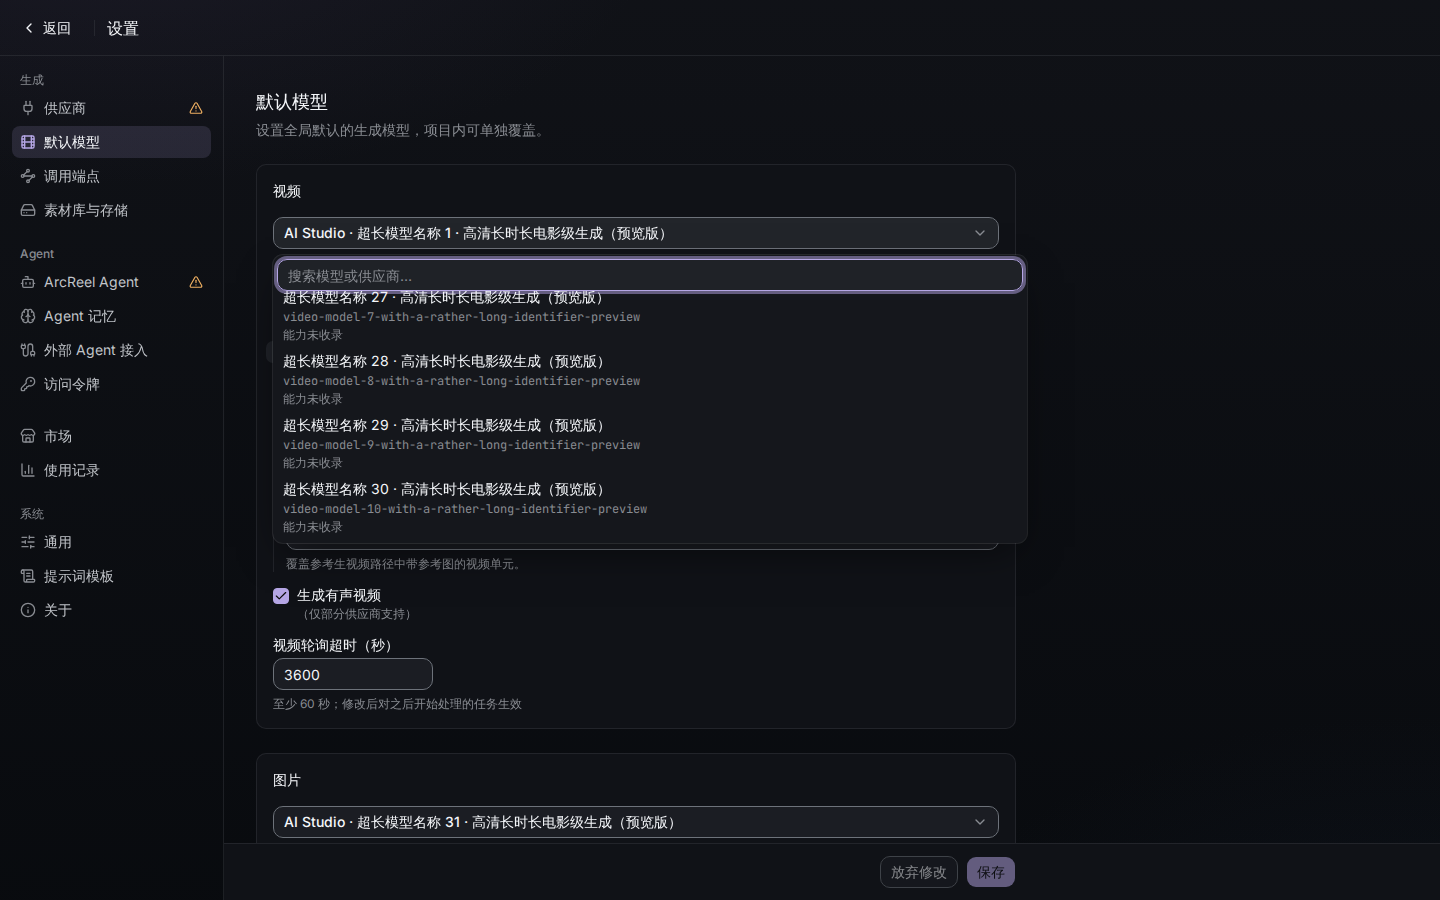 返回
设置
生成
供应商
默认模型
调用端点
素材库与存储
Agent
ArcReel Agent
Agent 记忆
外部 Agent 接入
访问令牌
市场
使用记录
系统
通用
提示词模板
关于
默认模型
设置全局默认的生成模型，项目内可单独覆盖。
视频
AI Studio · 超长模型名称 1 · 高清长时长电影级生成（预览版）
搜索模型或供应商...
超长模型名称 27 · 高清长时长电影级生成（预览版）
video-model-7-with-a-rather-long-identifier-preview
能力未收录
超长模型名称 28 · 高清长时长电影级生成（预览版）
video-model-8-with-a-rather-long-identifier-preview
能力未收录
超长模型名称 29 · 高清长时长电影级生成（预览版）
video-model-9-with-a-rather-long-identifier-preview
能力未收录
超长模型名称 30 · 高清长时长电影级生成（预览版）
video-model-10-with-a-rather-long-identifier-preview
能力未收录
覆盖参考生视频路径中带参考图的视频单元。
生成有声视频
（仅部分供应商支持）
视频轮询超时（秒）
3600
至少 60 秒；修改后对之后开始处理的任务生效
图片
AI Studio · 超长模型名称 31 · 高清长时长电影级生成（预览版）
放弃修改
保存